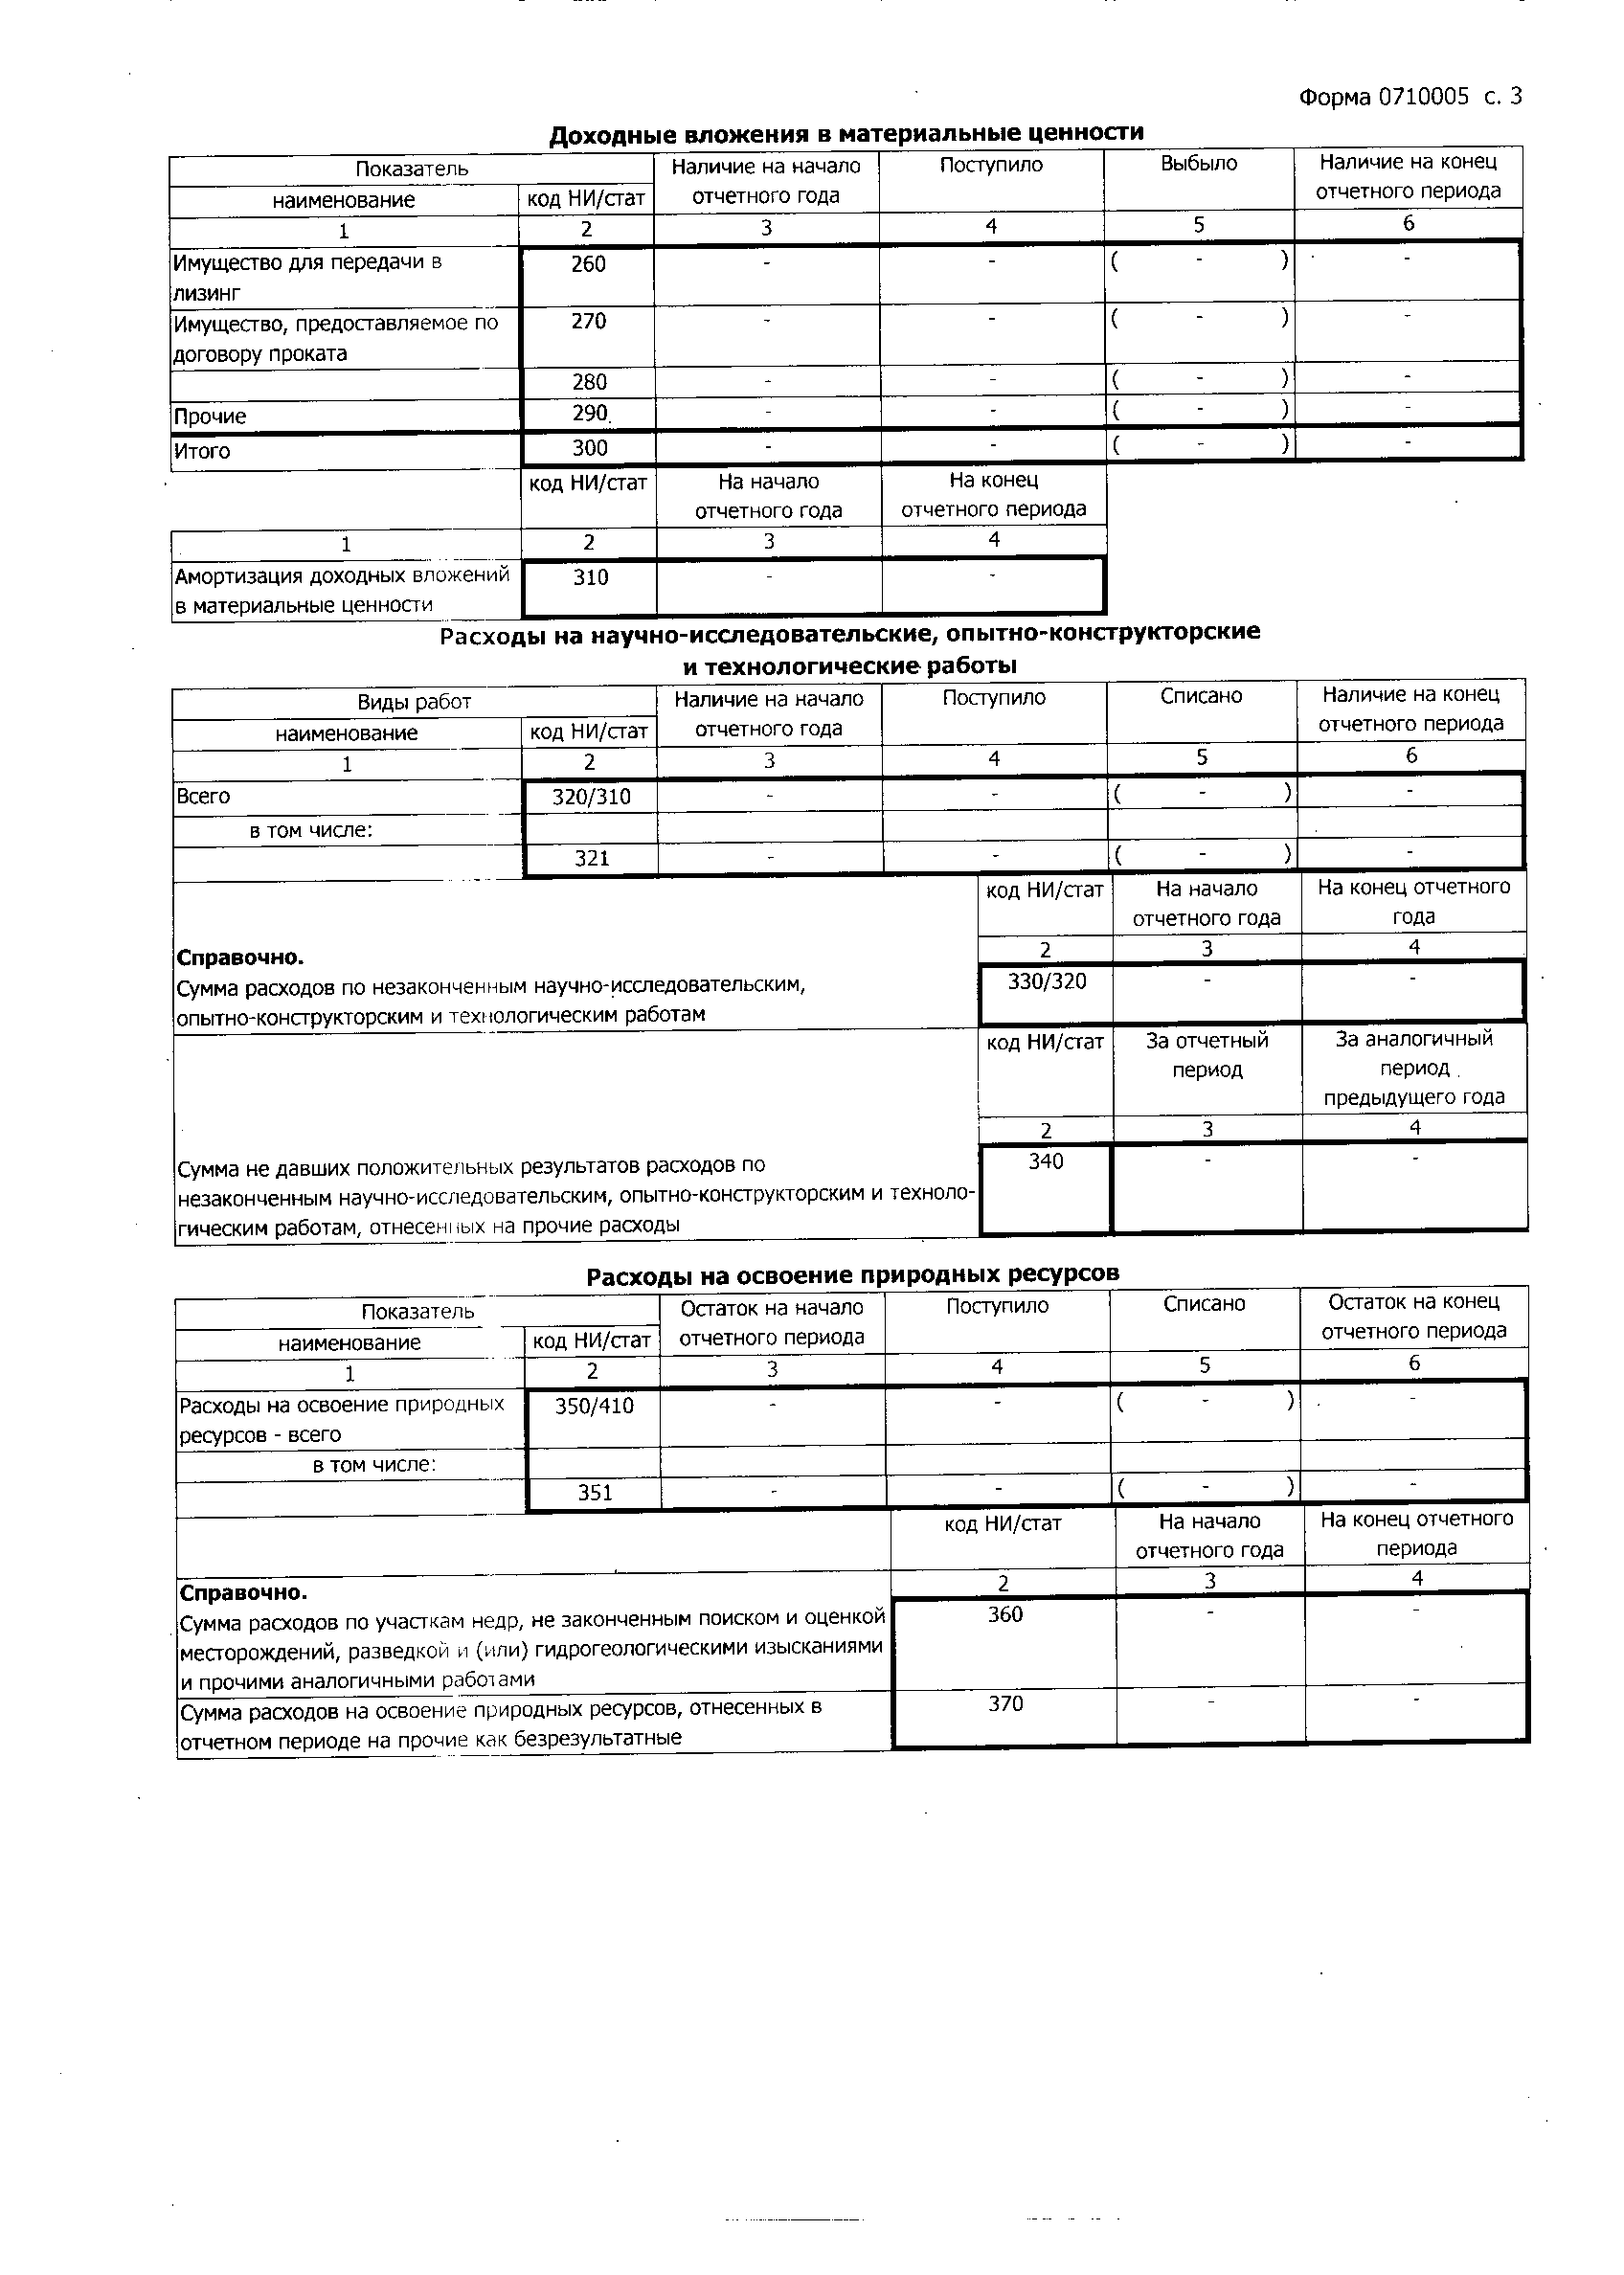 Форма 0710005 с. 3
Доходные вложения в материальные ценности
Показатель Наличие на начало Поступило Выбыло Наличие на конец
наименование код НИ/стат отчетного года отчетного периода
1 2 3 4 5 6
Имущество для передачи в 260 - - ( - ) -
лизинг
Имущество, предоставляемое по 270 - - ( - ) -
договору проката
280 - - ( - ) -
Прочие 290 - - ( - ) -
Итого 300 - - ( - ) -
код НИ/стат На начало На конец
отчетного года отчетного периода
1 2 3 4
Амортизация доходных вложений 310 - -
в материальные ценности
Расходы на научно-исследовательские, опытно-конструкторские
и технологические работы
Виды работ Наличие на начало Поступило Списано Наличие на конец
наименование код НИ/стат отчетного года отчетного периода
1 2 3 4 5 6
Всего 320/310 - - ( - ) -
в том числе:
321 - - ( - ) -
код НИ/стат На начало На конец отчетного
отчетного года года
2 3 4
Справочно.
Сумма расходов по незаконченным научно-исследовательским, 330/320 - -
опытно-конструкторским и технологическим работам
код НИ/стат За отчетный За аналогичный
период период
предыдущего года
2 3 4
Сумма не давших положительных результатов расходов по 340 - -
незаконченным научно-исследовательским, опытно-конструкторским и техноло-
гическим работам, отнесенных на прочие расходы
Расходы на освоение природных ресурсов
Показатель Остаток на начало Поступило Списано Остаток на конец
наименование код НИ/стат отчетного периода отчетного периода
1 2 3 4 5 6
Расходы на освоение природных 350/410 - - ( - ) -
ресурсов - всего
в том числе:
351 - - ( - ) -
код НИ/стат На начало На конец отчетного
отчетного года периода
2 3 4
Справочно.
Сумма расходов по участкам недр, не законченным поиском и оценкой 360 - -
месторождений, разведкой и (или) гидрогеологическими изысканиями
и прочими аналогичными работами
Сумма расходов на освоение природных ресурсов, отнесенных в 370 - -
отчетном периоде на прочие как безрезультатные